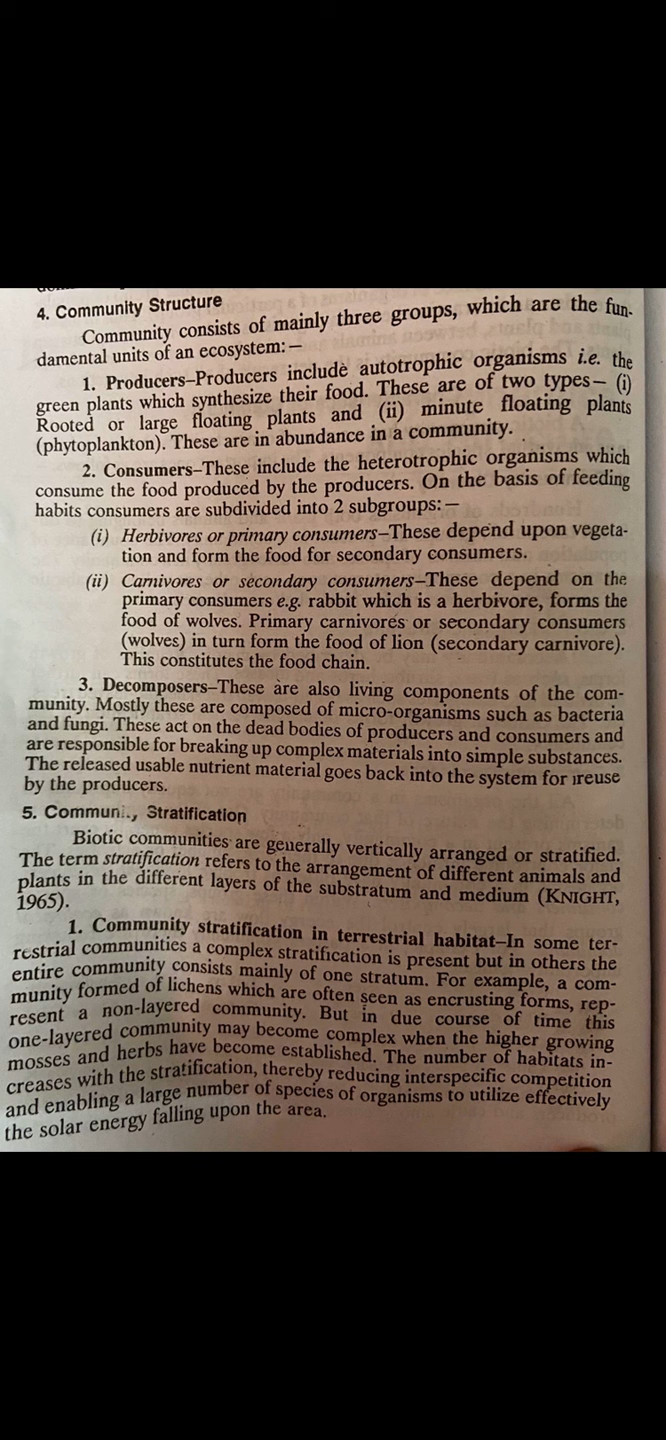 4. Community Structure
Community consists of mainly three groups, which are the fun-
damental units of an ecosystem:—
1. Producers–Producers include autotrophic organisms i.e. the
green plants which synthesize their food. These are of two types— (i)
Rooted or large floating plants and (ii) minute floating plants
(phytoplankton). These are in abundance in a community.
2. Consumers–These include the heterotrophic organisms which
consume the food produced by the producers. On the basis of feeding
habits consumers are subdivided into 2 subgroups:—
(i) Herbivores or primary consumers–These depend upon vegeta-
tion and form the food for secondary consumers.
(ii) Carnivores or secondary consumers–These depend on the
primary consumers e.g. rabbit which is a herbivore, forms the
food of wolves. Primary carnivores or secondary consumers
(wolves) in turn form the food of lion (secondary carnivore).
This constitutes the food chain.
3. Decomposers–These are also living components of the com-
munity. Mostly these are composed of micro-organisms such as bacteria
and fungi. These act on the dead bodies of producers and consumers and
are responsible for breaking up complex materials into simple substances.
The released usable nutrient material goes back into the system for reuse
by the producers.
5. Stratification
Biotic communities are generally vertically arranged or stratified.
The term stratification refers to the arrangement of different animals and
plants in the different layers of the substratum and medium (KNIGHT,
1965).
1. Community stratification in terrestrial habitat–In some ter-
restrial communities a complex stratification is present but in others the
entire community consists mainly of one stratum. For example, a com-
munity formed of lichens which are often seen as encrusting forms, rep-
resent a non-layered community. But in due course of time this
one-layered community may become complex when the higher growing
mosses and herbs have become established. The number of habitats in-
creases with the stratification, thereby reducing interspecific competition
and enabling a large number of species of organisms to utilize effectively
the solar energy falling upon the area.